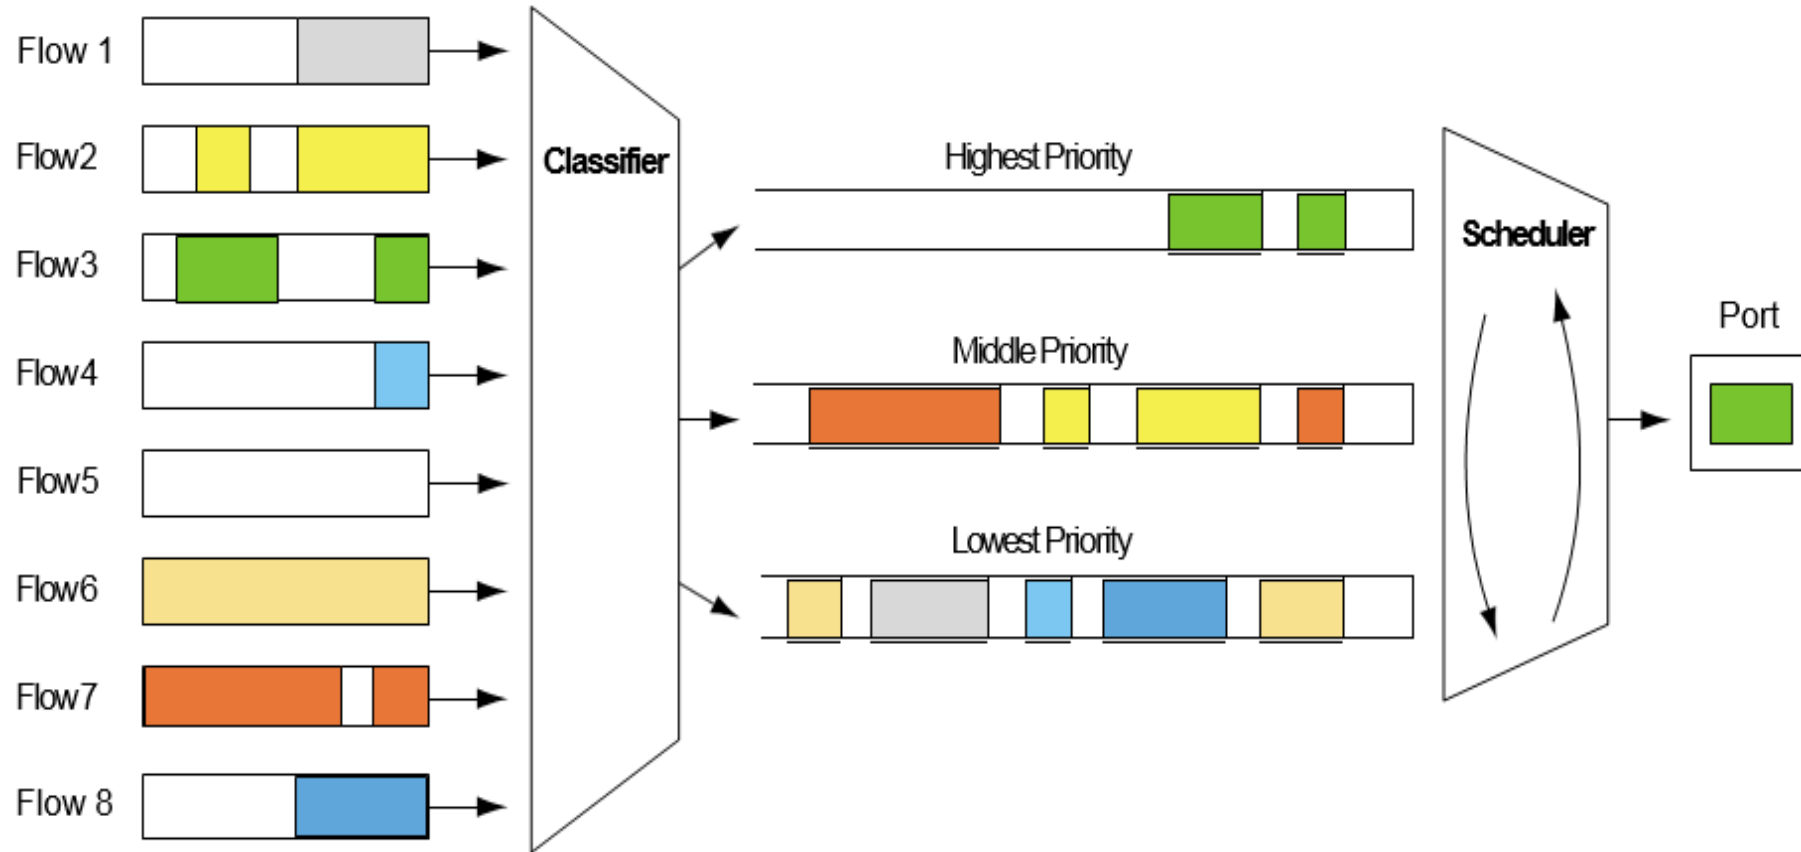 Flow 1
Flow2
Flow3
Flow4
Flow5
Flow6
Flow7
Flow 8
Classifier
Highest Priority
Middle Priority
Lowest Priority
Scheduler
Port